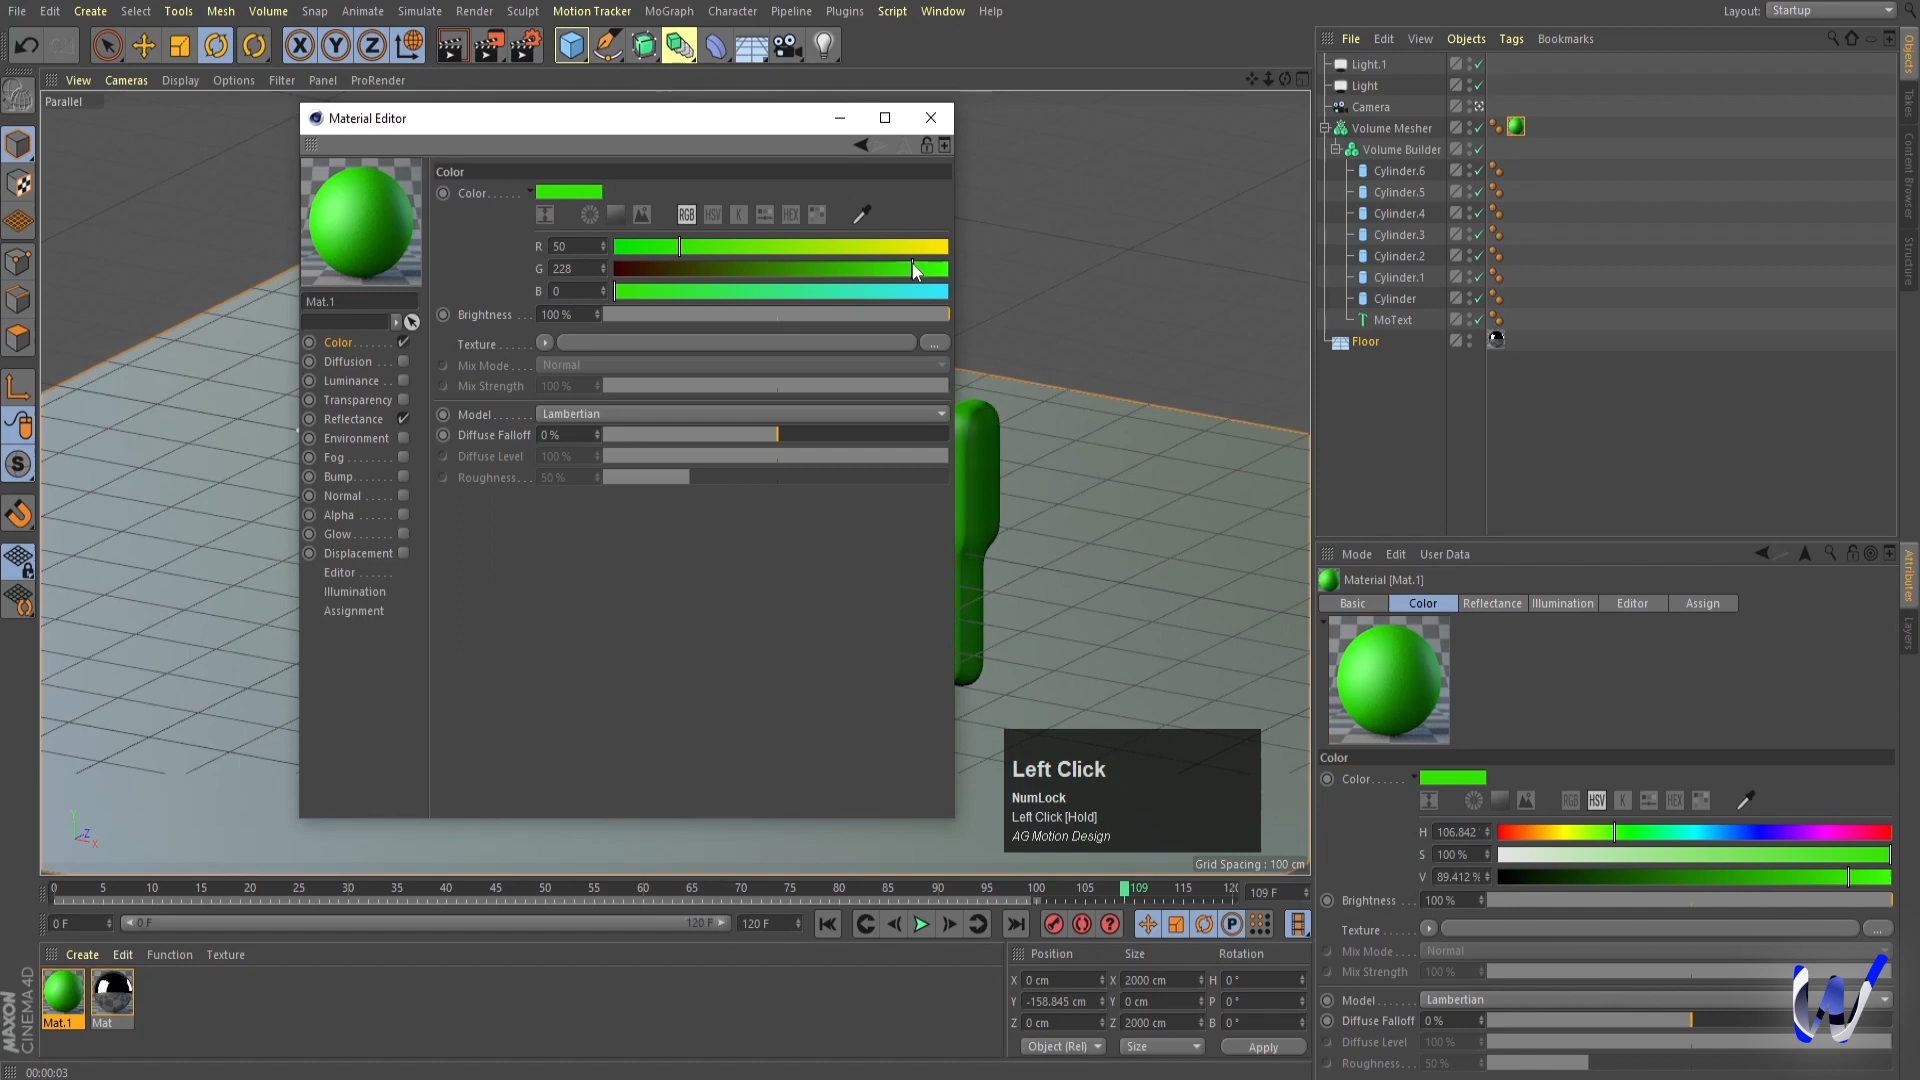 File Edit Create Select Tools Mesh Volume Snap Animate Simulate Render Sculpt Motion Tracker MoGraph Character Pipeline Plugins Script Window Help
Layout: Startup
View Cameras Display Options Filter Panel ProRender
Parallel
Material Editor
Color
Color......
RGB HSV K HEX
R 50
G 228
B 0
Brightness... 100 %
Texture......
Mix Mode.... Normal
Mix Strength 100 %
Model....... Lambertian
Diffuse Falloff 0 %
Diffuse Level 100 %
Roughness... 50 %
Mat.1
Color......
Diffusion
Luminance
Transparency
Reflectance
Environment
Fog
Bump
Normal
Alpha
Glow
Displacement
Editor
Illumination
Assignment
Left Click
NumLock
Left Click [Hold]
AG Motion Design
Grid Spacing : 100 cm
0 5 10 15 20 25 30 35 40 45 50 55 60 65 70 75 80 85 90 95 100 105 109 115 12
109 F
0 F 0 F 120 F 120 F
Create Edit Function Texture
Mat.1 Mat
Position Size Rotation
X 0 cm X 2000 cm H 0 °
Y -158.845 cm Y 0 cm P 0 °
Z 0 cm Z 2000 cm B 0 °
Object (Rel) Size Apply
MAXON CINEMA4D
00:00:03
File Edit View Objects Tags Bookmarks
Light.1
Light
Camera
Volume Mesher
Volume Builder
Cylinder.6
Cylinder.5
Cylinder.4
Cylinder.3
Cylinder.2
Cylinder.1
Cylinder
MoText
Floor
Objects
Takes
Content Browser
Structure
Mode Edit User Data
Material [Mat.1]
Basic Color Reflectance Illumination Editor Assign
Color
Color......
RGB HSV K HEX
H 106.842
S 100 %
V 89.412 %
Brightness... 100 %
Texture......
Mix Mode.... Normal
Mix Strength 100 %
Model....... Lambertian
Diffuse Falloff 0 %
Diffuse Level 100 %
Roughness... 50 %
Attributes
Layers
W